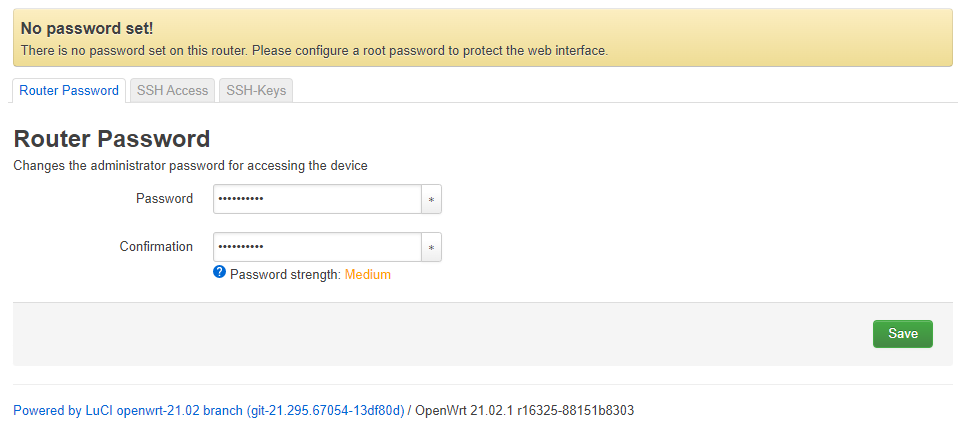 No password set!
There is no password set on this router. Please configure a root password to protect the web interface.
Router Password SSH Access SSH-Keys
Router Password
Changes the administrator password for accessing the device
Password •••••••••• *
Confirmation •••••••••• *
? Password strength: Medium
Save
Powered by LuCI openwrt-21.02 branch (git-21.295.67054-13df80d) / OpenWrt 21.02.1 r16325-88151b8303